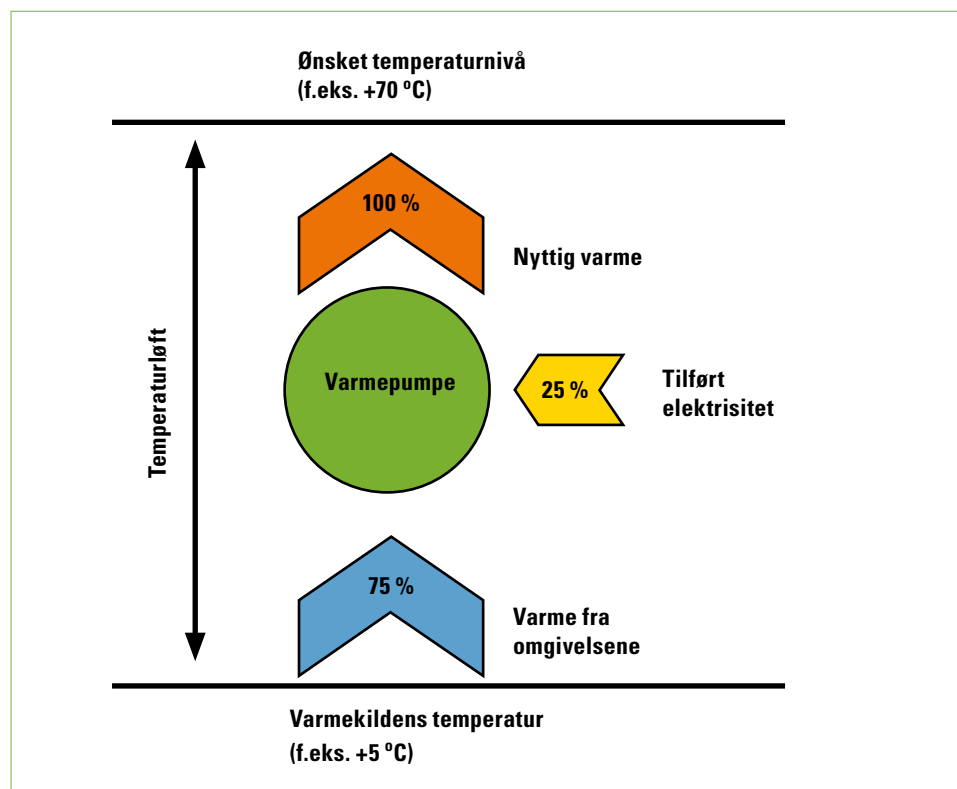 Ønsket temperaturnivå
(f.eks. +70 ºC)
100 %
Nyttig varme
Temperaturløft
Varmepumpe
25 %
Tilført
elektrisitet
75 %
Varme fra
omgivelsene
Varmekildens temperatur
(f.eks. +5 ºC)